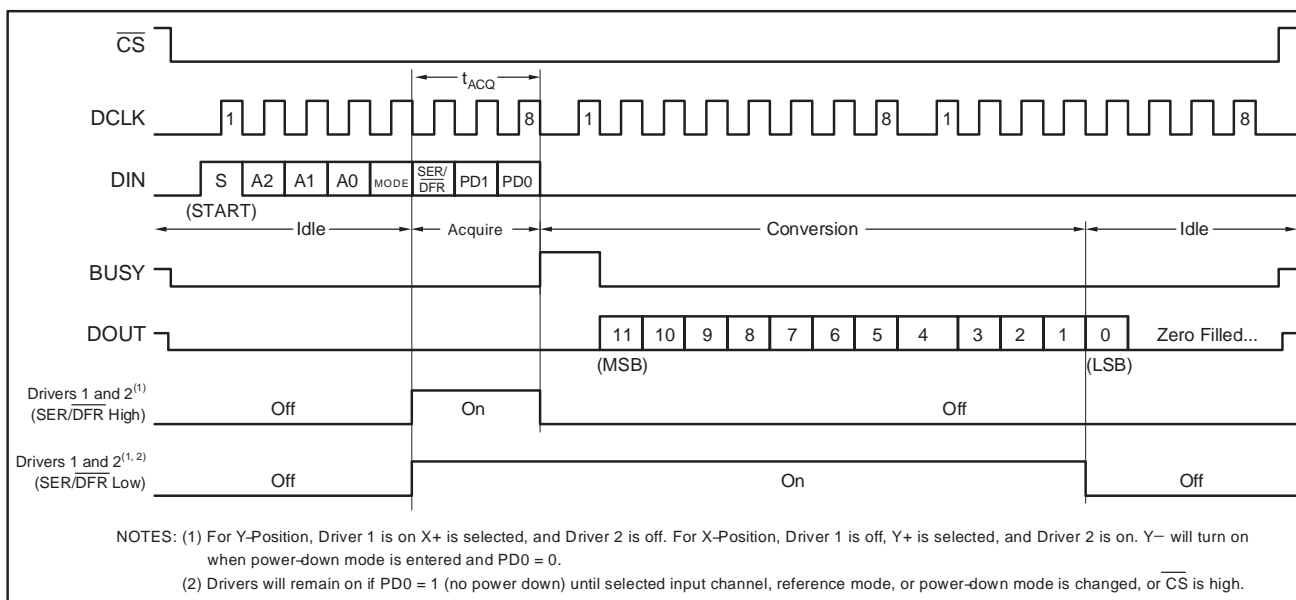 CS
tACQ
DCLK 1 8 1 8 1 8
DIN S A2 A1 A0 MODE SER/DFR PD1 PD0
(START)
Idle Acquire Conversion Idle
BUSY
DOUT 11 10 9 8 7 6 5 4 3 2 1 0 Zero Filled...
(MSB) (LSB)
Drivers 1 and 2(1)
(SER/DFR High) Off On Off
Drivers 1 and 2(1, 2)
(SER/DFR Low) Off On Off
NOTES: (1) For Y–Position, Driver 1 is on X+ is selected, and Driver 2 is off. For X–Position, Driver 1 is off, Y+ is selected, and Driver 2 is on. Y− will turn on
when power–down mode is entered and PD0 = 0.
(2) Drivers will remain on if PD0 = 1 (no power down) until selected input channel, reference mode, or power–down mode is changed, or CS is high.